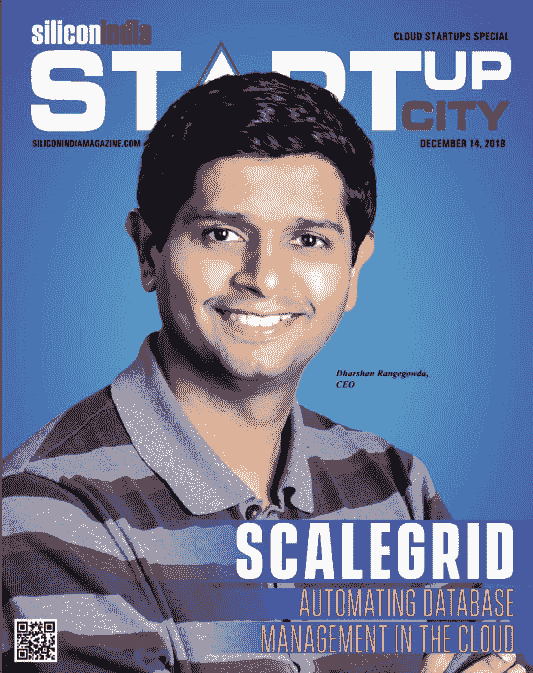 siliconindia
CLOUD STARTUPS SPECIAL
STARTUP
CITY
SILICONINDIAMAGAZINE.COM
DECEMBER 14, 2018
Dharshan Rangegowda,
CEO
SCALEGRID
AUTOMATING DATABASE
MANAGEMENT IN THE CLOUD